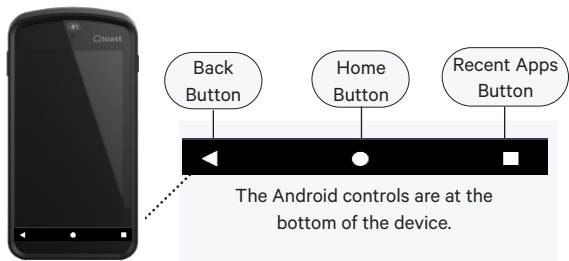 toast
Back
Button
Home
Button
Recent Apps
Button
The Android controls are at the
bottom of the device.